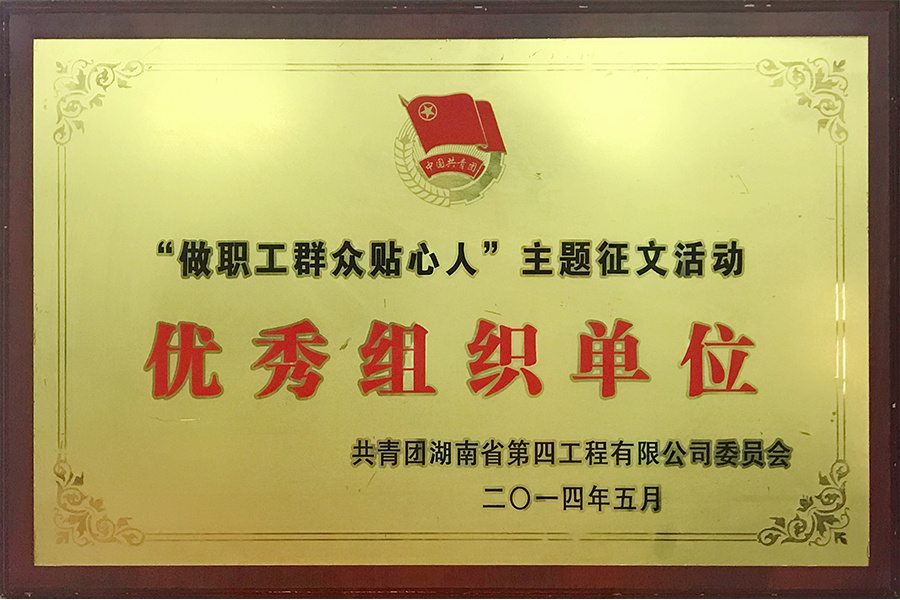 中国共青团
“做职工群众贴心人”主题征文活动
优秀组织单位
共青团湖南省第四工程有限公司委员会
二〇一四年五月